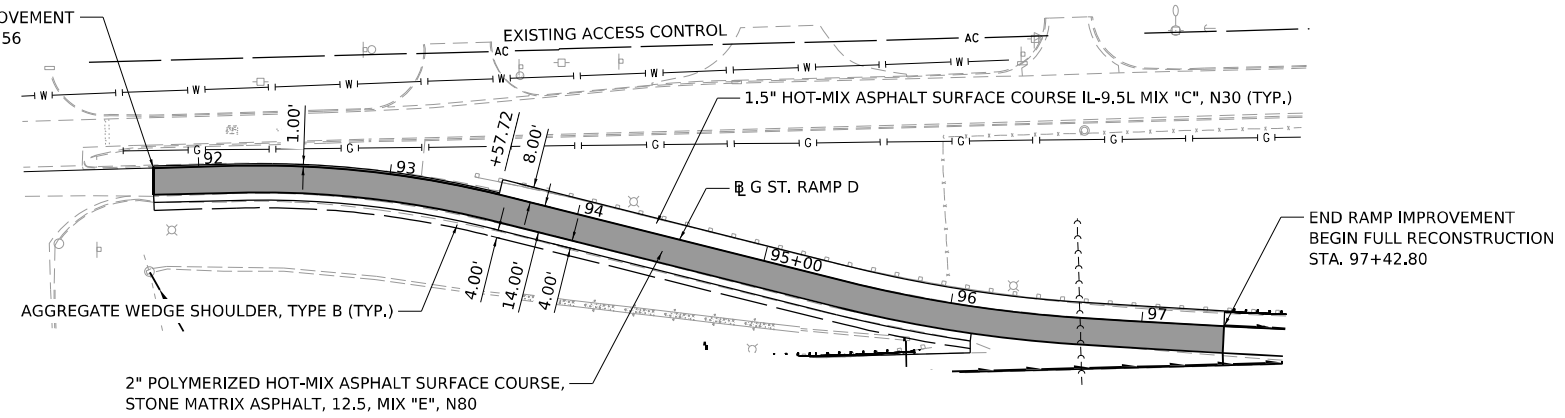 OVEMENT
56
EXISTING ACCESS CONTROL
AC
AC
W
W
W
W
W
W
W
1.5" HOT-MIX ASPHALT SURFACE COURSE IL-9.5L MIX "C", N30 (TYP.)
1.00'
+57.72
8.00'
G
G
G
G
G
G
G
92
93
94
95+00
96
97
℄ G ST. RAMP D
END RAMP IMPROVEMENT
BEGIN FULL RECONSTRUCTION
STA. 97+42.80
4.00'
14.00'
4.00'
AGGREGATE WEDGE SHOULDER, TYPE B (TYP.)
2" POLYMERIZED HOT-MIX ASPHALT SURFACE COURSE,
STONE MATRIX ASPHALT, 12.5, MIX "E", N80